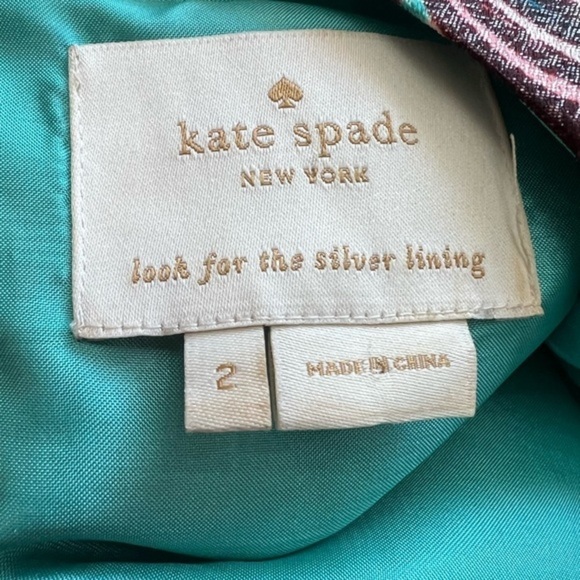 kate spade
NEW YORK
look for the silver lining
2
MADE IN CHINA